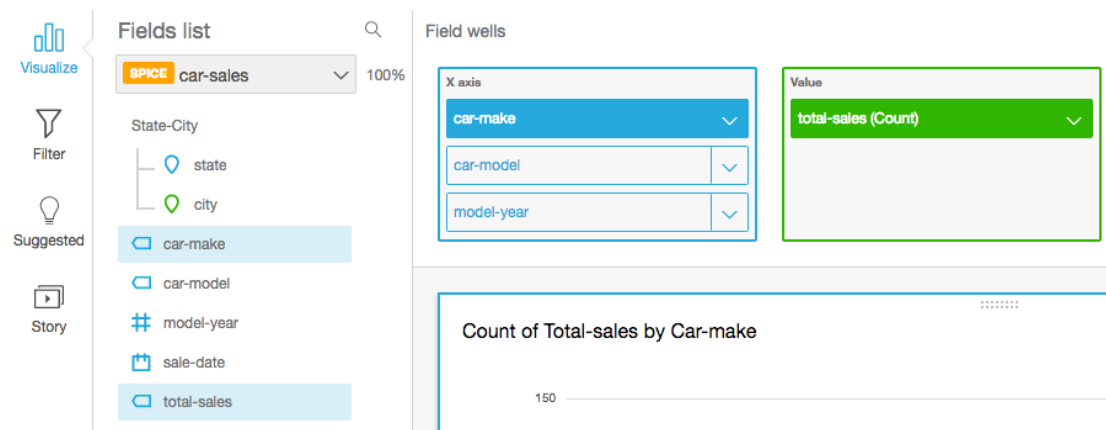 Visualize
Filter
Suggested
Story
Fields list
SPICE car-sales 100%
State-City
state
city
car-make
car-model
model-year
sale-date
total-sales
Field wells
X axis
car-make
car-model
model-year
Value
total-sales (Count)
Count of Total-sales by Car-make
150